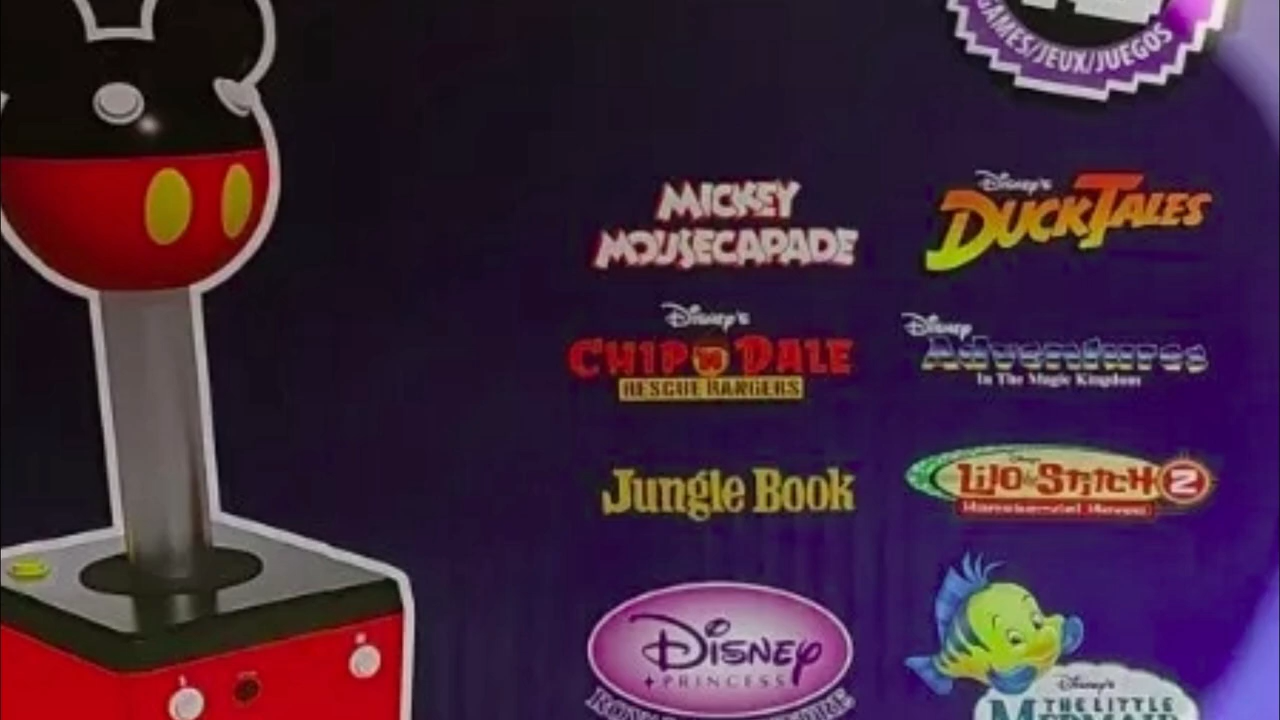 GAMES/JEUX/JUEGOS
MICKEY
MOUSECAPADE
Disney's
DUCKTALES
Disney's
CHIP 'N DALE
RESCUE RANGERS
Disney
Adventures
In The Magic Kingdom
Jungle Book
LILO & STITCH 2
DISNEY
PRINCESS
Disney's
THE LITTLE